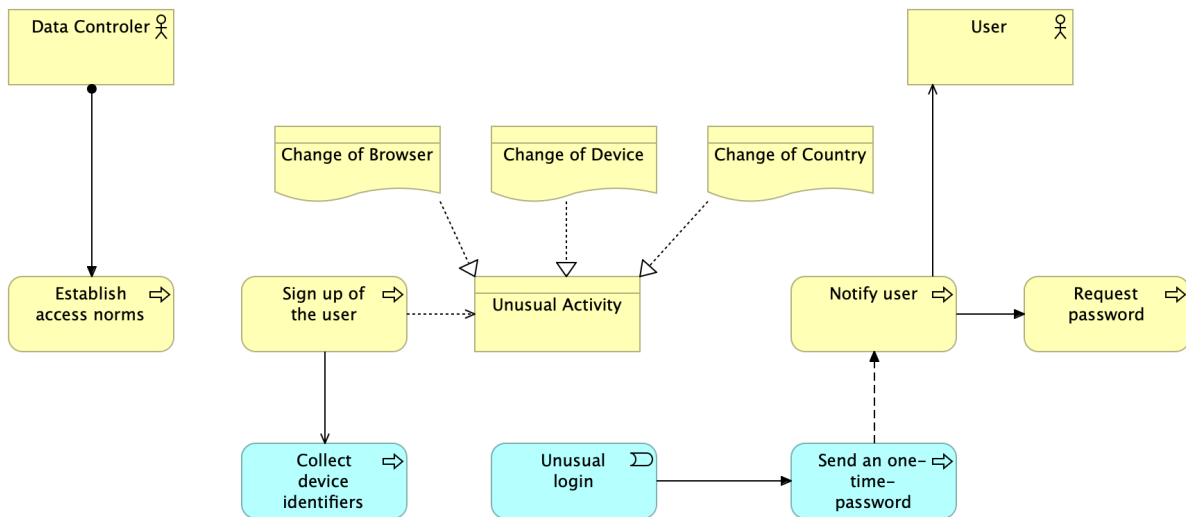 Data Controler
User
Change of Browser
Change of Device
Change of Country
Establish
access norms
Sign up of
the user
Unusual Activity
Notify user
Request
password
Collect
device
identifiers
Unusual
login
Send an one-
time-
password